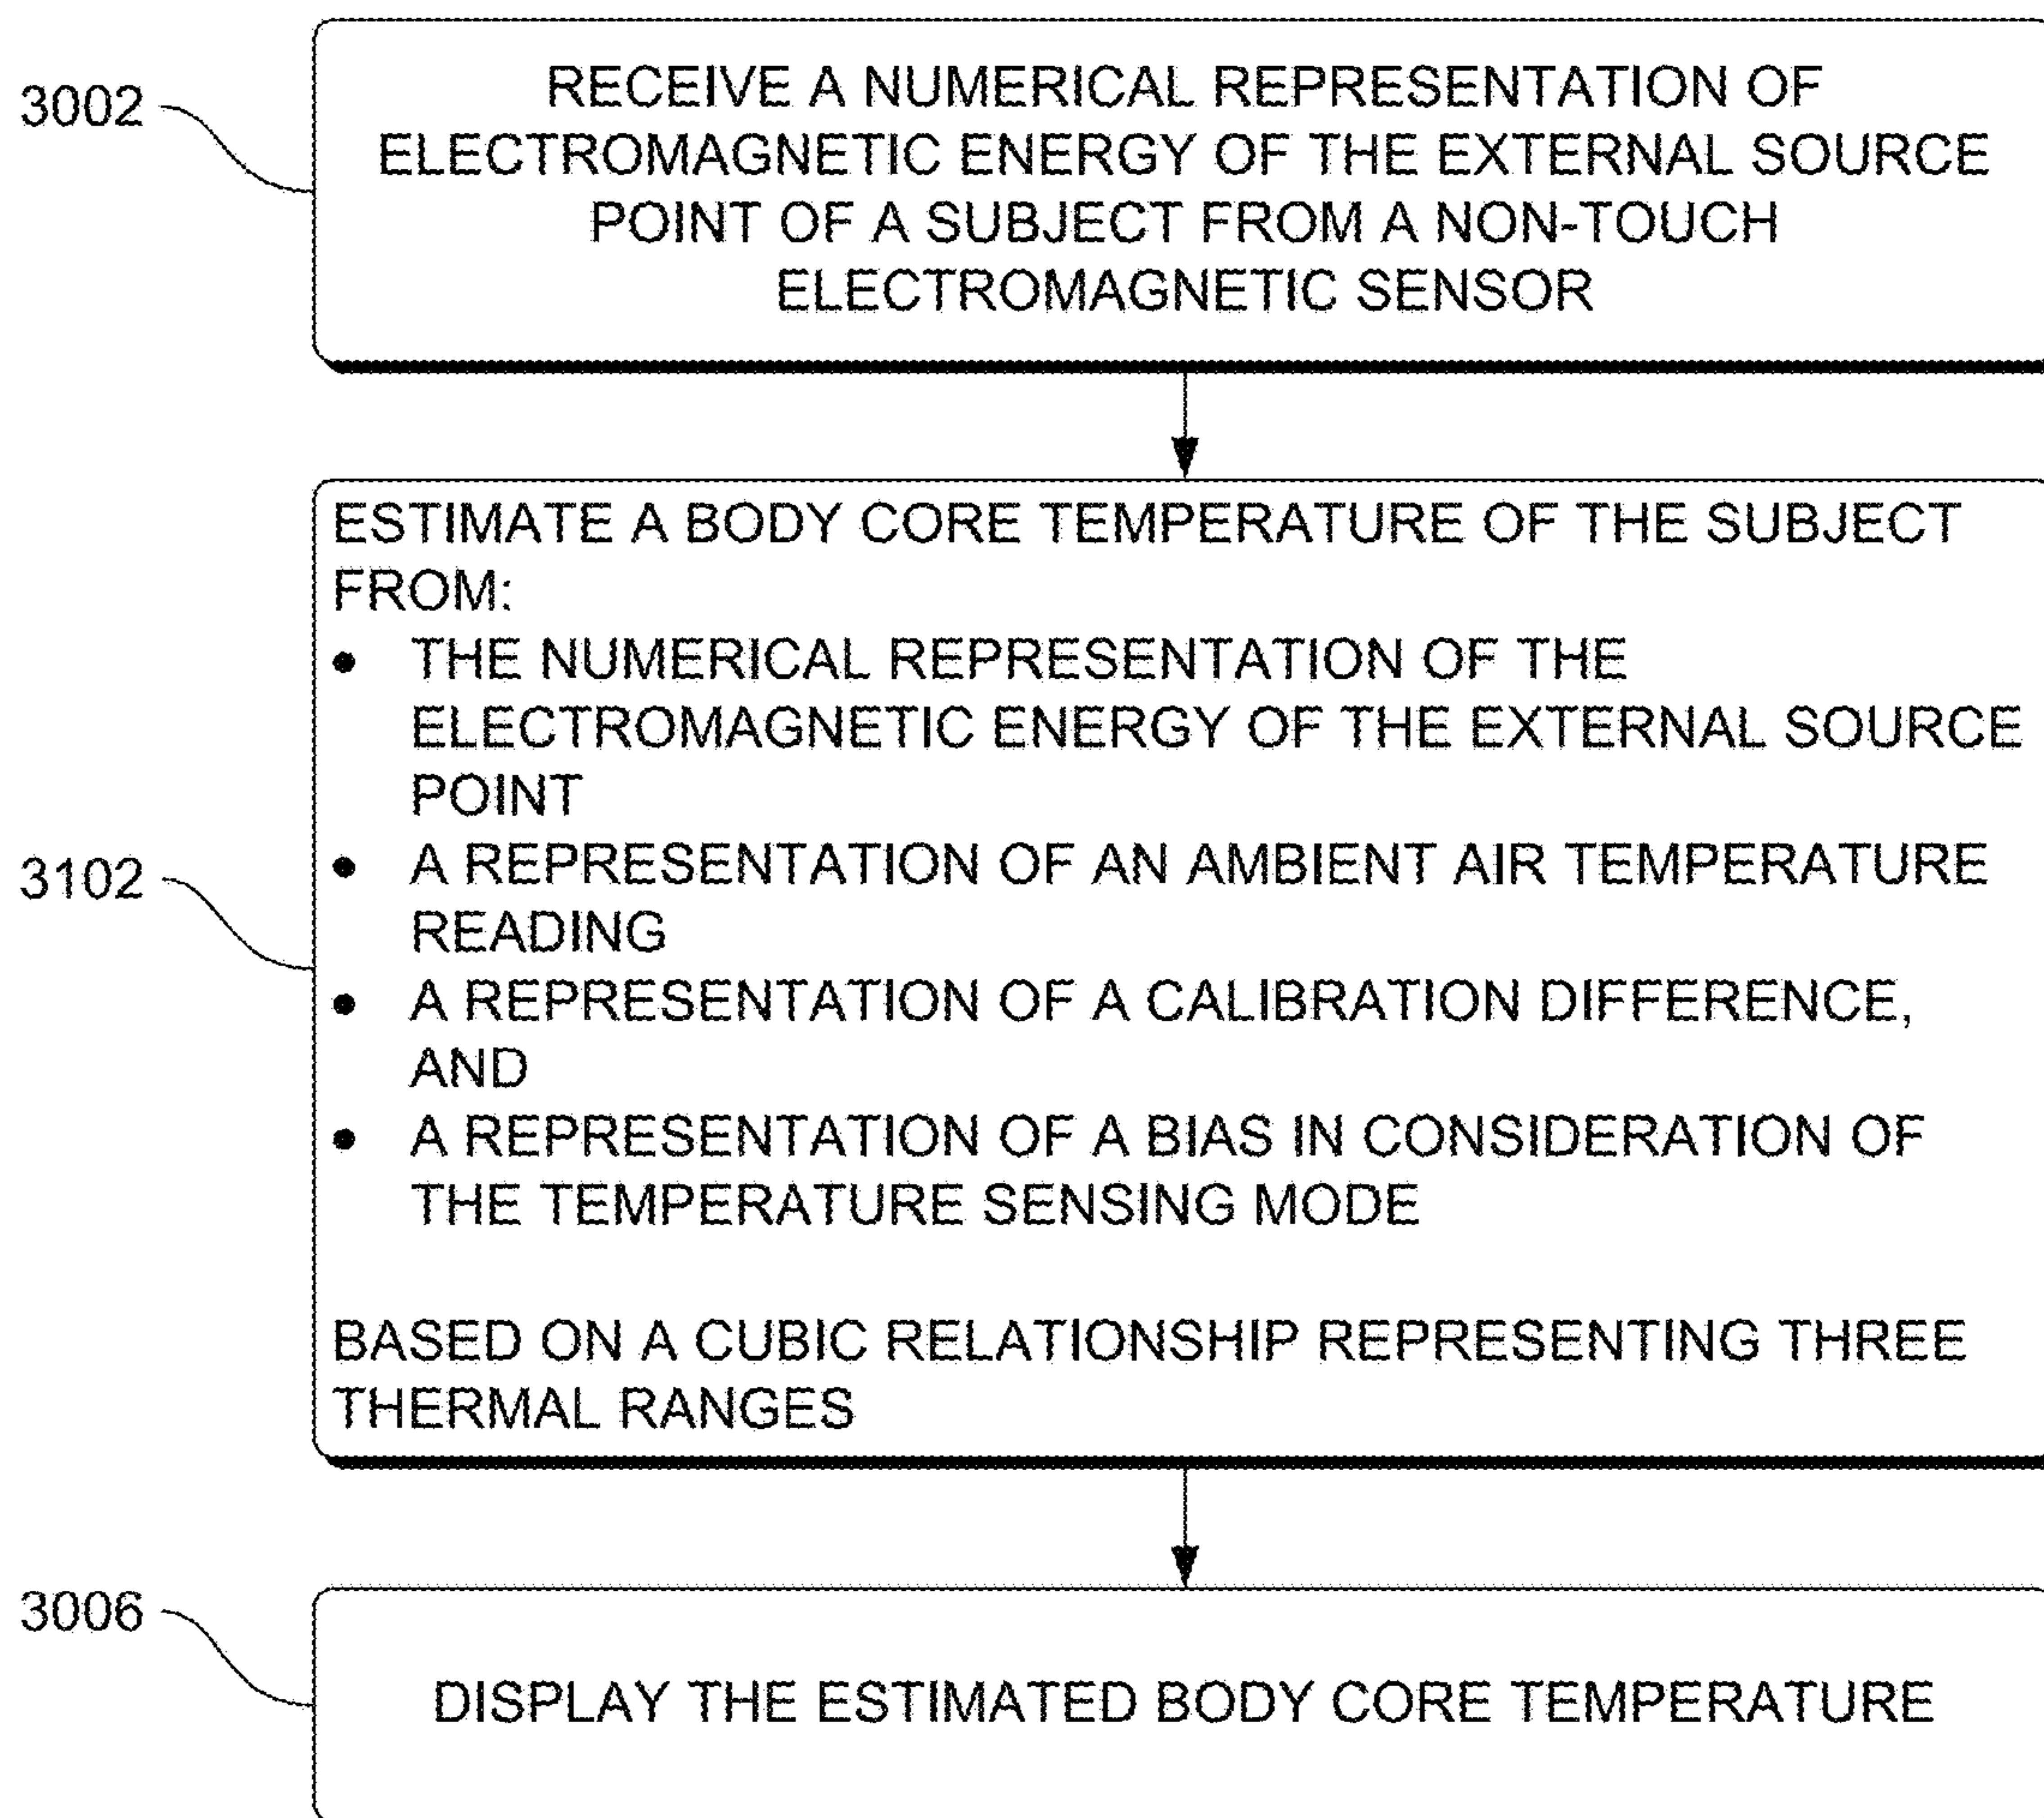 3002
RECEIVE A NUMERICAL REPRESENTATION OF
ELECTROMAGNETIC ENERGY OF THE EXTERNAL SOURCE
POINT OF A SUBJECT FROM A NON-TOUCH
ELECTROMAGNETIC SENSOR
3102
ESTIMATE A BODY CORE TEMPERATURE OF THE SUBJECT
FROM:
• THE NUMERICAL REPRESENTATION OF THE
ELECTROMAGNETIC ENERGY OF THE EXTERNAL SOURCE
POINT
• A REPRESENTATION OF AN AMBIENT AIR TEMPERATURE
READING
• A REPRESENTATION OF A CALIBRATION DIFFERENCE,
AND
• A REPRESENTATION OF A BIAS IN CONSIDERATION OF
THE TEMPERATURE SENSING MODE
BASED ON A CUBIC RELATIONSHIP REPRESENTING THREE
THERMAL RANGES
3006
DISPLAY THE ESTIMATED BODY CORE TEMPERATURE